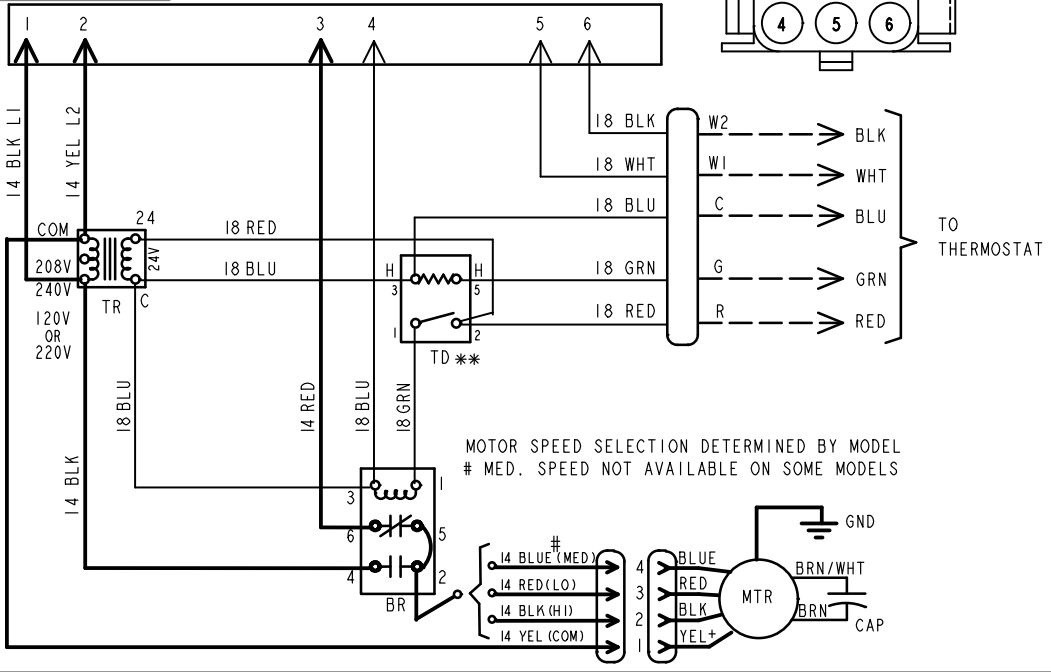 1 2 3 4 5 6
4 5 6
14 BLK L1
14 YEL L2
18 BLK W2 BLK
18 WHT W1 WHT
18 BLU C BLU
18 GRN G GRN
18 RED R RED
TO
THERMOSTAT
COM
208V
240V
120V
OR
220V
24
24V
TR C
18 RED
18 BLU
H H
3 5
1 2
TD **
18 BLU
14 RED
18 BLU
18 GRN
14 BLK
MOTOR SPEED SELECTION DETERMINED BY MODEL
# MED. SPEED NOT AVAILABLE ON SOME MODELS
3 1
6 5
4 2
BR
#
14 BLUE (MED) 4 BLUE
14 RED (LO) 3 RED
14 BLK (HI) 2 BLK
14 YEL (COM) 1 YEL+
MTR
GND
BRN/WHT
BRN
CAP